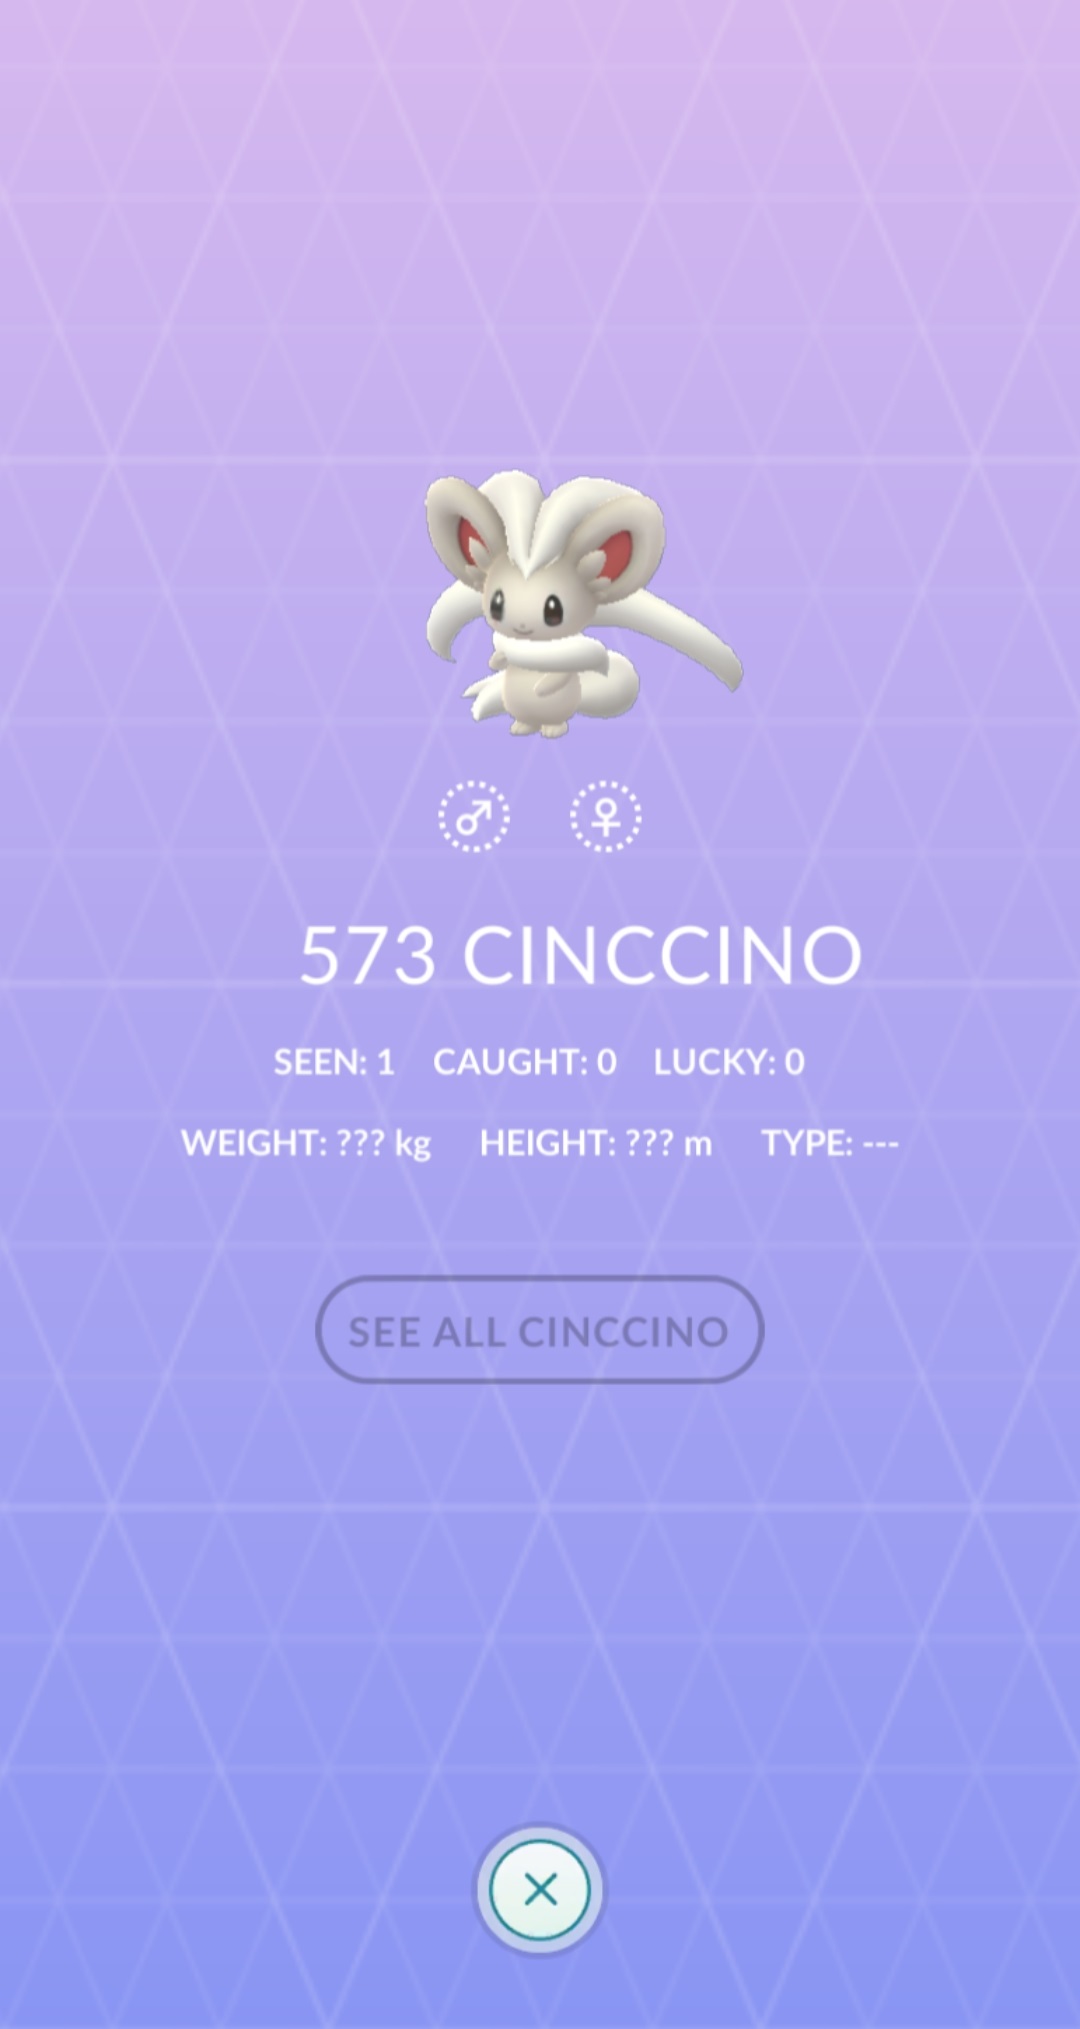 573 CINCCINO
SEEN: 1 CAUGHT: 0 LUCKY: 0
WEIGHT: ??? kg HEIGHT: ??? m TYPE: ---
SEE ALL CINCCINO